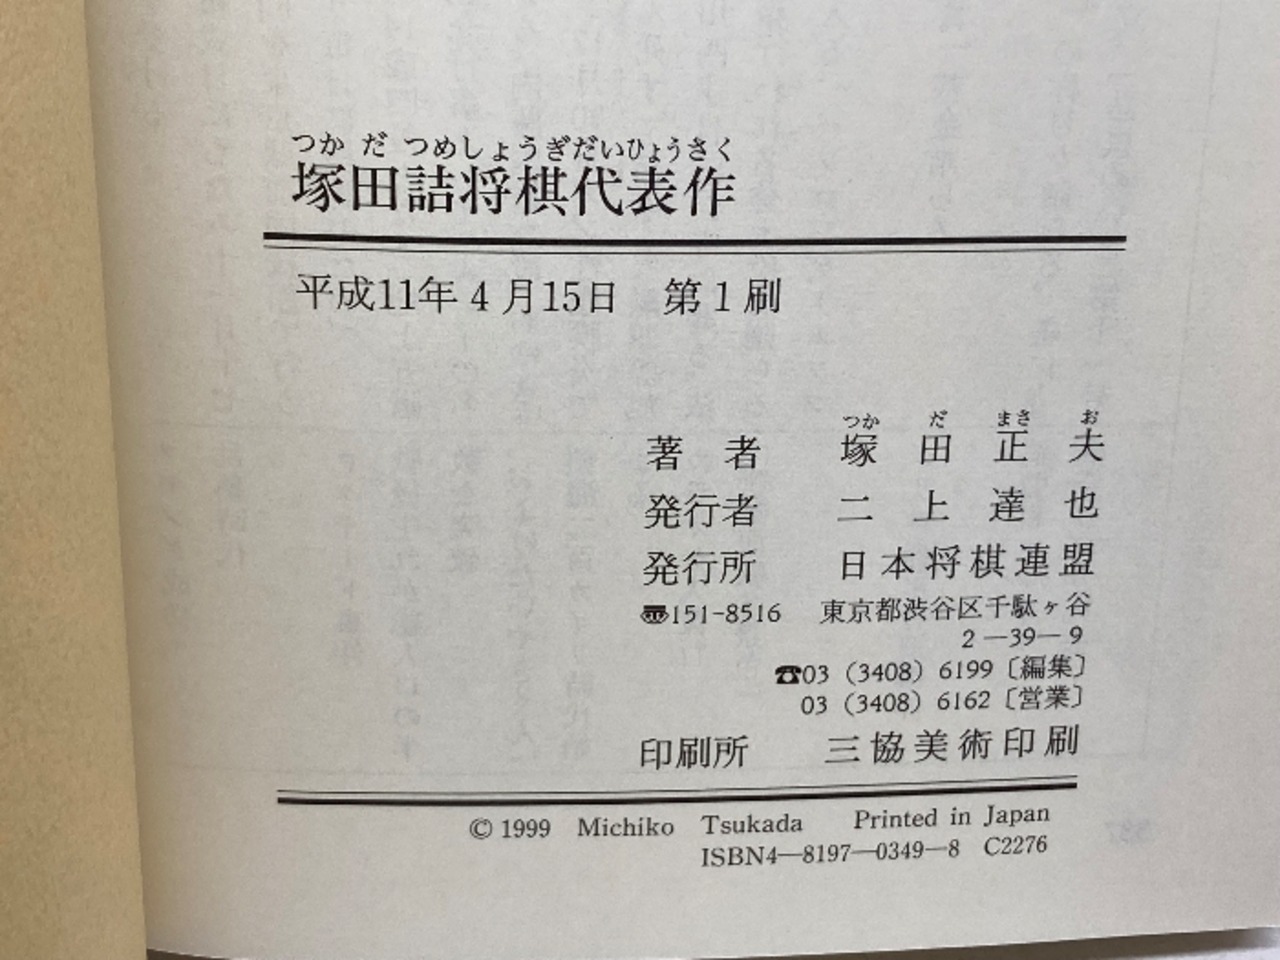 つかだつめしょうぎだいひょうさく
塚田詰将棋代表作
平成11年4月15日 第1刷
つか だ まさ お
著者 塚田正夫
発行者 二上達也
発行所 日本将棋連盟
〠151-8516 東京都渋谷区千駄ヶ谷
2―39―9
☎03（3408）6199〔編集〕
03（3408）6162〔営業〕
印刷所 三協美術印刷
© 1999 Michiko Tsukada Printed in Japan
ISBN4―8197―0349―8 C2276